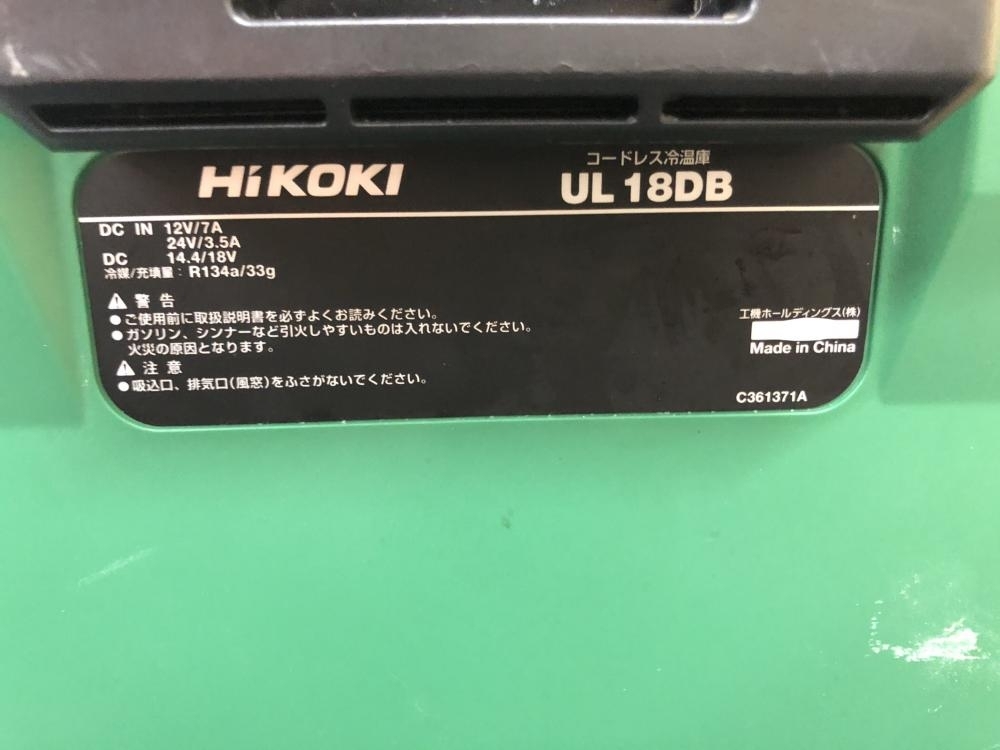 HiKOKI
コードレス冷温庫
UL 18DB
DC IN 12V/7A
24V/3.5A
DC 14.4/18V
冷媒/充填量: R134a/33g
警告
●ご使用前に取扱説明書を必ずよくお読みください。
●ガソリン、シンナーなど引火しやすいものは入れないでください。
火災の原因となります。
注意
●吸込口、排気口(風窓)をふさがないでください。
工機ホールディングス(株)
Made in China
C361371A